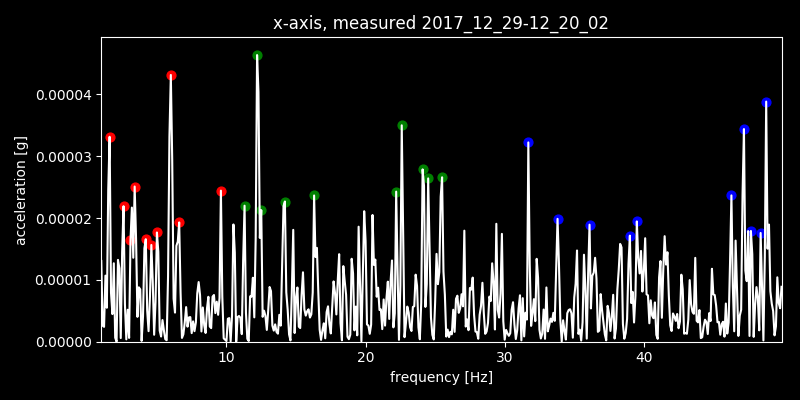 x-axis, measured 2017_12_29-12_20_02
0.00004
0.00003
0.00002
0.00001
0.00000
acceleration [g]
10 20 30 40
frequency [Hz]